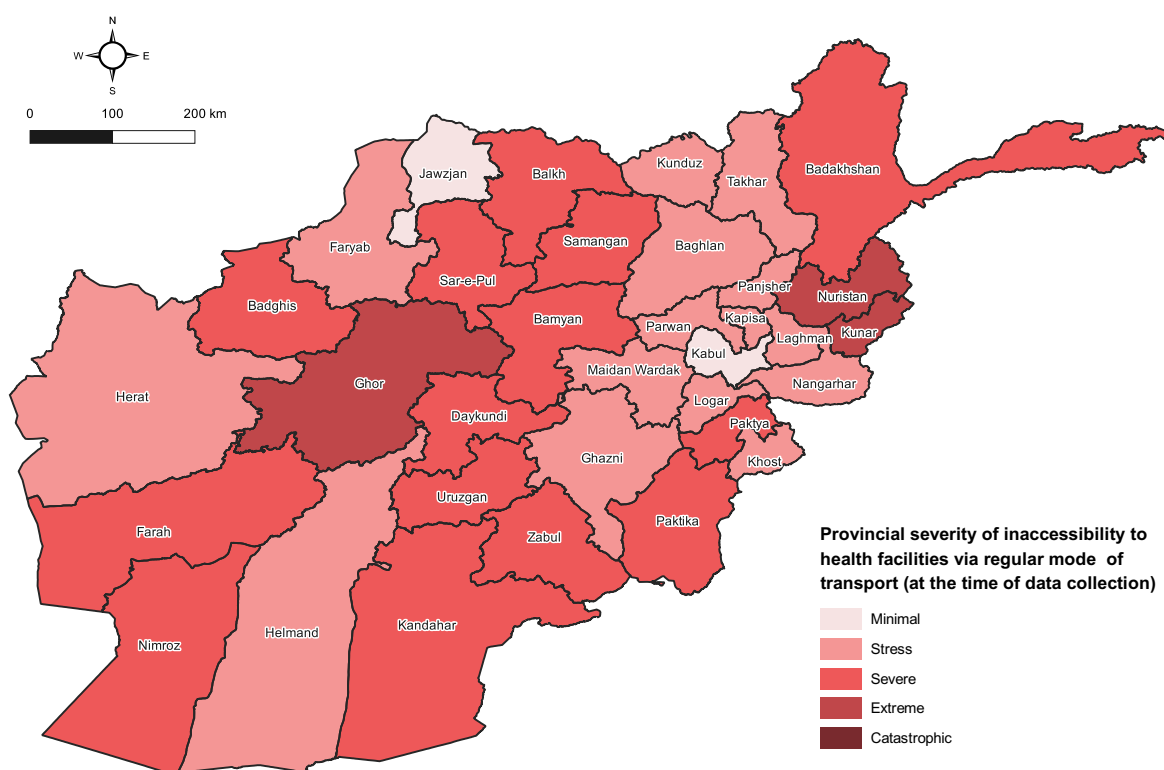 N
W E
S
0 100 200 km
Jawzjan
Balkh
Kunduz
Takhar
Badakhshan
Faryab
Samangan
Baghlan
Sar-e-Pul
Badghis
Panjsher
Nuristan
Bamyan
Parwan
Kapisa
Kunar
Laghman
Kabul
Maidan Wardak
Nangarhar
Herat
Ghor
Logar
Daykundi
Paktya
Khost
Ghazni
Uruzgan
Paktika
Farah
Zabul
Kandahar
Helmand
Nimroz
Provincial severity of inaccessibility to
health facilities via regular mode of
transport (at the time of data collection)
Minimal
Stress
Severe
Extreme
Catastrophic